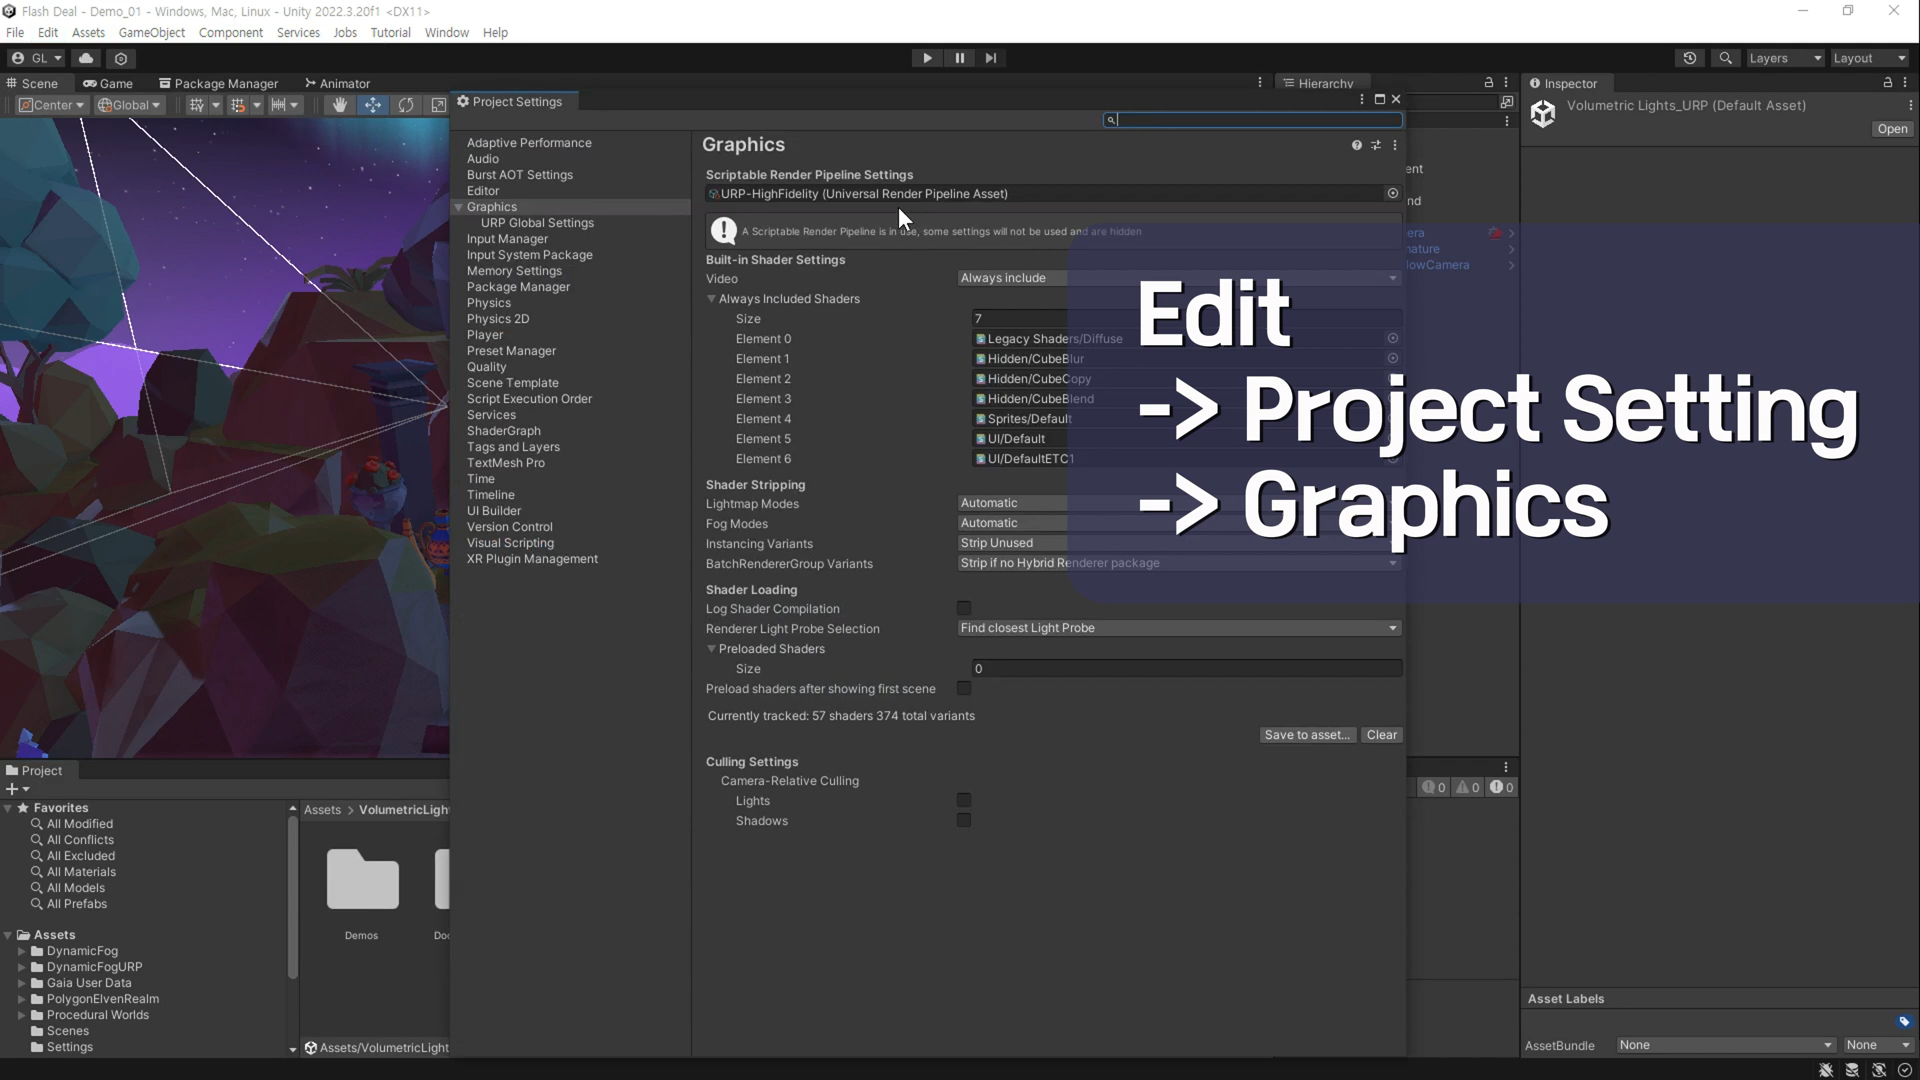 Flash Deal - Demo_01 - Windows, Mac, Linux - Unity 2022.3.20f1 <DX11>
File Edit Assets GameObject Component Services Jobs Tutorial Window Help
GL
Layers
Layout
Scene
Game
Package Manager
Animator
Hierarchy
Inspector
Center
Global
Project Settings
Volumetric Lights_URP (Default Asset)
Open
Adaptive Performance
Audio
Burst AOT Settings
Editor
Graphics
URP Global Settings
Input Manager
Input System Package
Memory Settings
Package Manager
Physics
Physics 2D
Player
Preset Manager
Quality
Scene Template
Script Execution Order
Services
ShaderGraph
Tags and Layers
TextMesh Pro
Time
Timeline
UI Builder
Version Control
Visual Scripting
XR Plugin Management
Graphics
Scriptable Render Pipeline Settings
URP-HighFidelity (Universal Render Pipeline Asset)
A Scriptable Render Pipeline is in use, some settings will not be used and are hidden
Built-in Shader Settings
Video Always include
Always Included Shaders
Size 7
Element 0 Legacy Shaders/Diffuse
Element 1 Hidden/CubeBlur
Element 2 Hidden/CubeCopy
Element 3 Hidden/CubeBlend
Element 4 Sprites/Default
Element 5 UI/Default
Element 6 UI/DefaultETC1
Shader Stripping
Lightmap Modes Automatic
Fog Modes Automatic
Instancing Variants Strip Unused
BatchRendererGroup Variants Strip if no Hybrid Renderer package
Shader Loading
Log Shader Compilation
Renderer Light Probe Selection Find closest Light Probe
Preloaded Shaders
Size 0
Preload shaders after showing first scene
Currently tracked: 57 shaders 374 total variants
Save to asset... Clear
Culling Settings
Camera-Relative Culling
Lights
Shadows
ent
nd
era
nature
lowCamera
Edit
-> Project Setting
-> Graphics
Project
Favorites
All Modified
All Conflicts
All Excluded
All Materials
All Models
All Prefabs
Assets
DynamicFog
DynamicFogURP
Gaia User Data
PolygonElvenRealm
Procedural Worlds
Scenes
Settings
Assets > VolumetricLigh
Demos
Doc
Assets/VolumetricLight
0 0 0
Asset Labels
AssetBundle None None